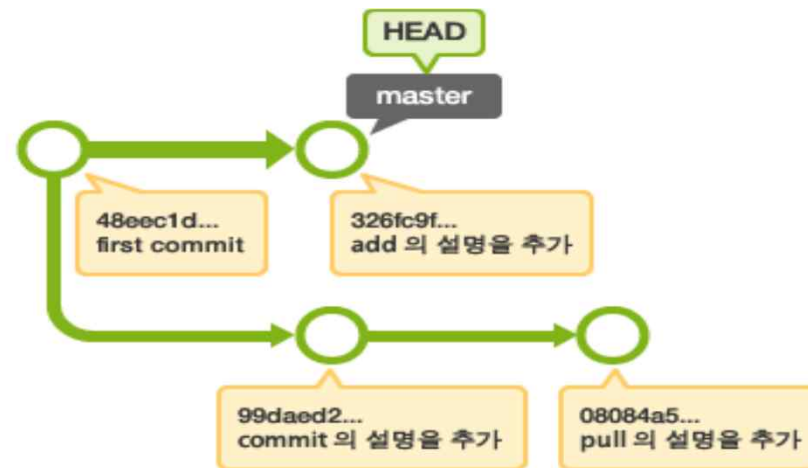 HEAD
master
48eec1d...
first commit
326fc9f...
add 의 설명을 추가
99daed2...
commit 의 설명을 추가
08084a5...
pull 의 설명을 추가